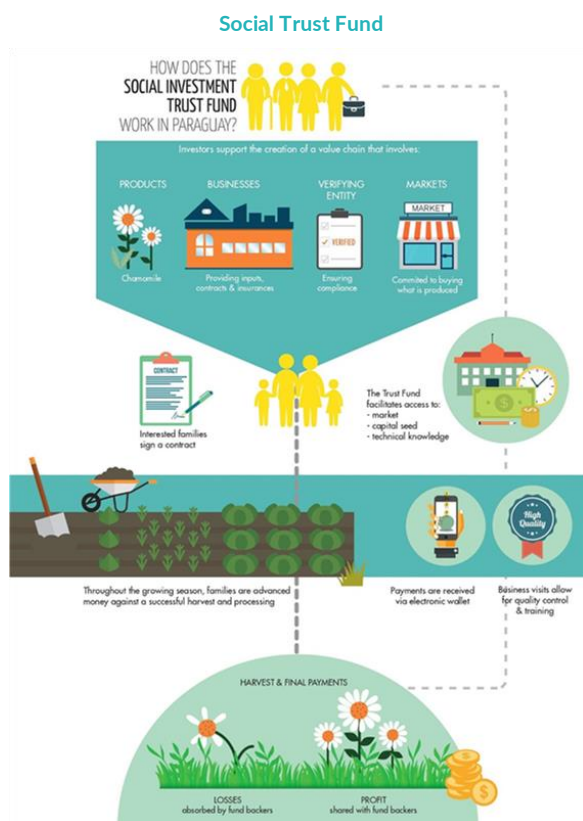 Social Trust Fund
HOW DOES THE
SOCIAL INVESTMENT
TRUST FUND
WORK IN PARAGUAY?
Investors support the creation of a value chain that involves:
PRODUCTS
Chamomile
BUSINESSES
Providing inputs,
contracts & insurances
VERIFYING
ENTITY
VERIFIED
Ensuring
compliance
MARKETS
MARKET
Commited to buying
what is produced
CONTRACT
Interested families
sign a contract
The Trust Fund
facilitates access to:
- market
- capital seed
- technical knowledge
$
High
Quality
Throughout the growing season, families are advanced
money against a successful harvest and processing
Payments are received
via electronic wallet
Business visits allow
for quality control
& training
HARVEST & FINAL PAYMENTS
LOSSES
absorbed by fund backers
PROFIT
shared with fund backers
$